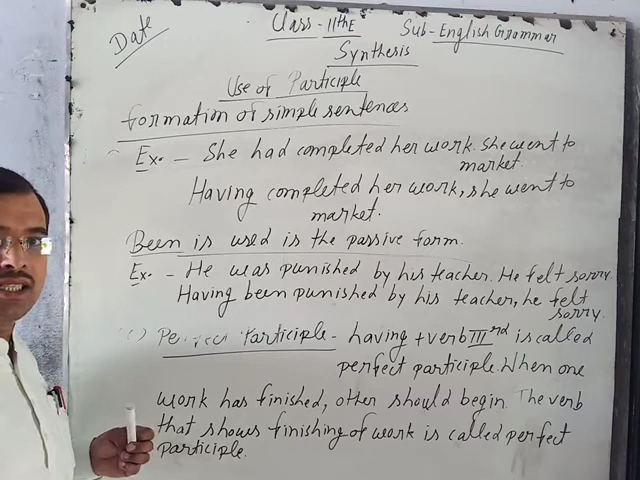 Date
Class - 11thE Sub- English Grammar
Synthesis
Use of Participle
Formation of simple sentences
Ex. - She had completed her work. She went to
market.
Having completed her work, she went to
market.
Been is used is the passive form.
Ex. - He was punished by his teacher. He felt sorry.
Having been punished by his teacher, he felt
sorry.
Participle - having + verb IIIrd is called
perfect participle. When one
work has finished, other should begin. The verb
that shows finishing of work is called perfect
participle.